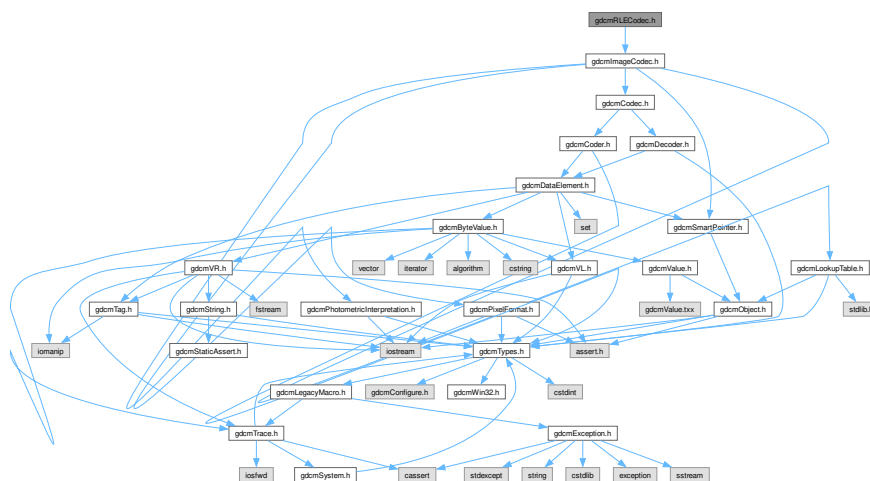 gdcmRLECodec.h
gdcmImageCodec.h
gdcmCodec.h
gdcmCoder.h
gdcmDecoder.h
gdcmDataElement.h
gdcmByteValue.h
set
gdcmSmartPointer.h
gdcmVR.h
vector
iterator
algorithm
cstring
gdcmVL.h
gdcmValue.h
gdcmLookupTable.h
gdcmTag.h
gdcmString.h
fstream
gdcmPhotometricInterpretation.h
gdcmPixelFormat.h
gdcmValue.txx
gdcmObject.h
iomanip
gdcmStaticAssert.h
iostream
gdcmTypes.h
assert.h
gdcmLegacyMacro.h
gdcmConfigure.h
gdcmWin32.h
cstdint
gdcmTrace.h
gdcmException.h
iosfwd
gdcmSystem.h
cassert
stdexcept
string
cstdlib
exception
sstream